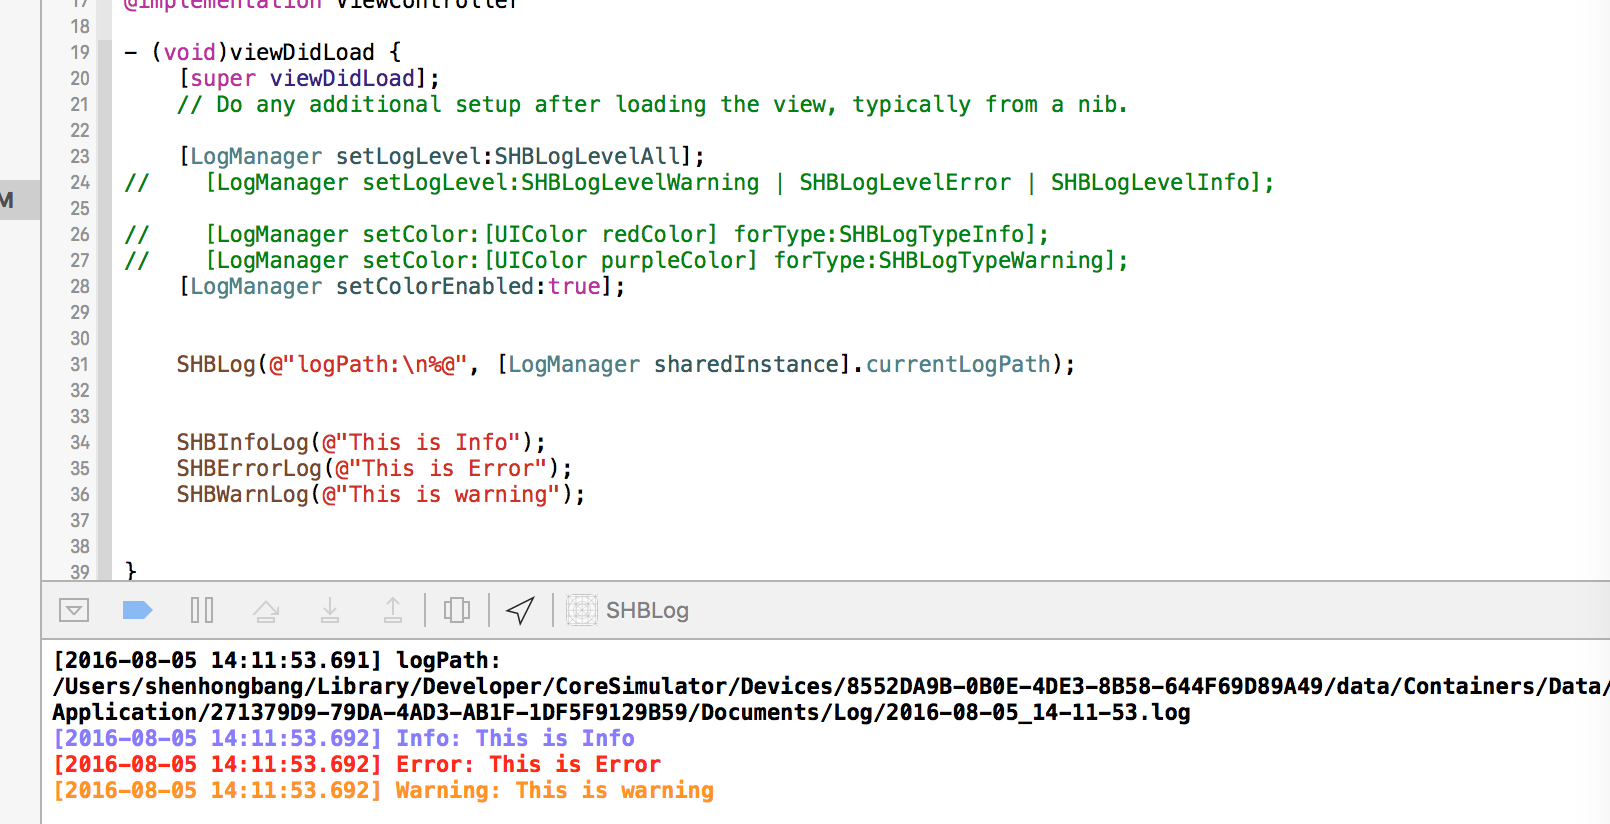 17 @implementation ViewController
18
19 - (void)viewDidLoad {
20 [super viewDidLoad];
21 // Do any additional setup after loading the view, typically from a nib.
22
23 [LogManager setLogLevel:SHBLogLevelAll];
24 // [LogManager setLogLevel:SHBLogLevelWarning | SHBLogLevelError | SHBLogLevelInfo];
M
25
26 // [LogManager setColor:[UIColor redColor] forType:SHBLogTypeInfo];
27 // [LogManager setColor:[UIColor purpleColor] forType:SHBLogTypeWarning];
28 [LogManager setColorEnabled:true];
29
30
31 SHBLog(@"logPath:\n%@", [LogManager sharedInstance].currentLogPath);
32
33
34 SHBInfoLog(@"This is Info");
35 SHBErrorLog(@"This is Error");
36 SHBWarnLog(@"This is warning");
37
38
39 }
SHBLog
[2016-08-05 14:11:53.691] logPath:
/Users/shenhongbang/Library/Developer/CoreSimulator/Devices/8552DA9B-0B0E-4DE3-8B58-644F69D89A49/data/Containers/Data/
Application/271379D9-79DA-4AD3-AB1F-1DF5F9129B59/Documents/Log/2016-08-05_14-11-53.log
[2016-08-05 14:11:53.692] Info: This is Info
[2016-08-05 14:11:53.692] Error: This is Error
[2016-08-05 14:11:53.692] Warning: This is warning